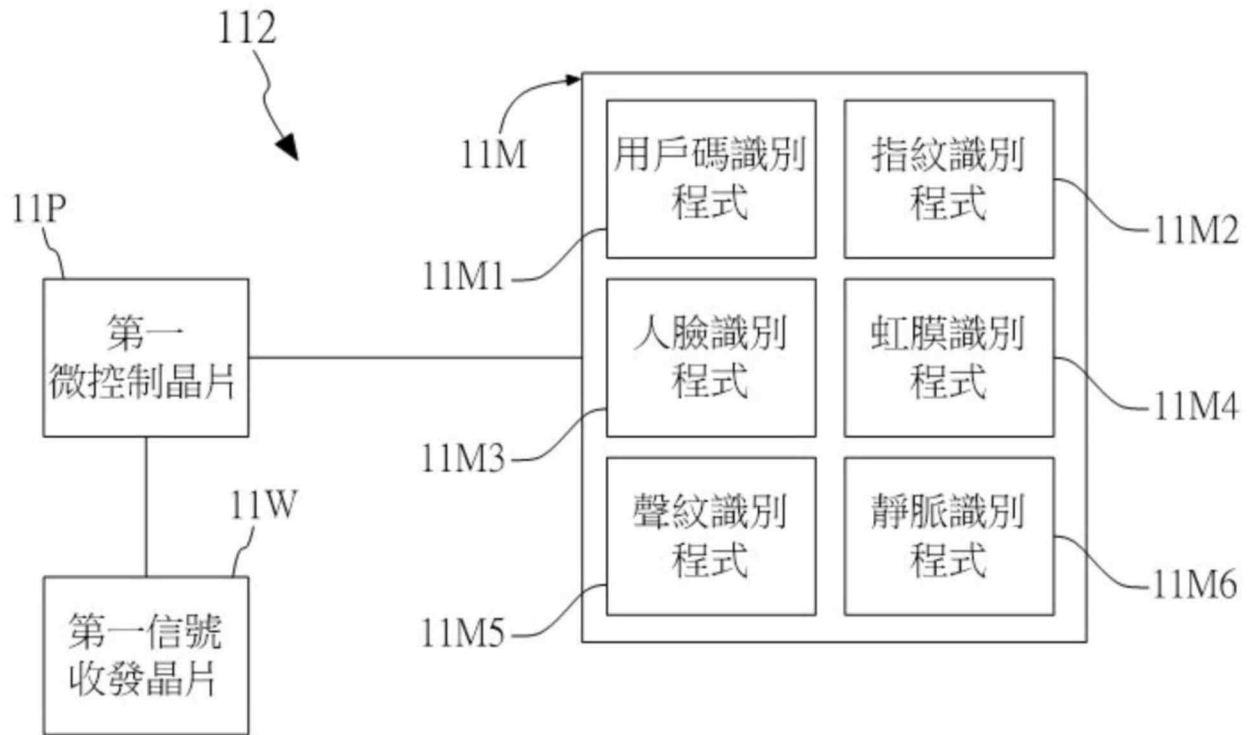 112
11M
用戶碼識別
程式
指紋識別
程式
11M1
11M2
11P
第一
微控制晶片
人臉識別
程式
虹膜識別
程式
11M3
11M4
11W
第一信號
收發晶片
聲紋識別
程式
靜脈識別
程式
11M5
11M6